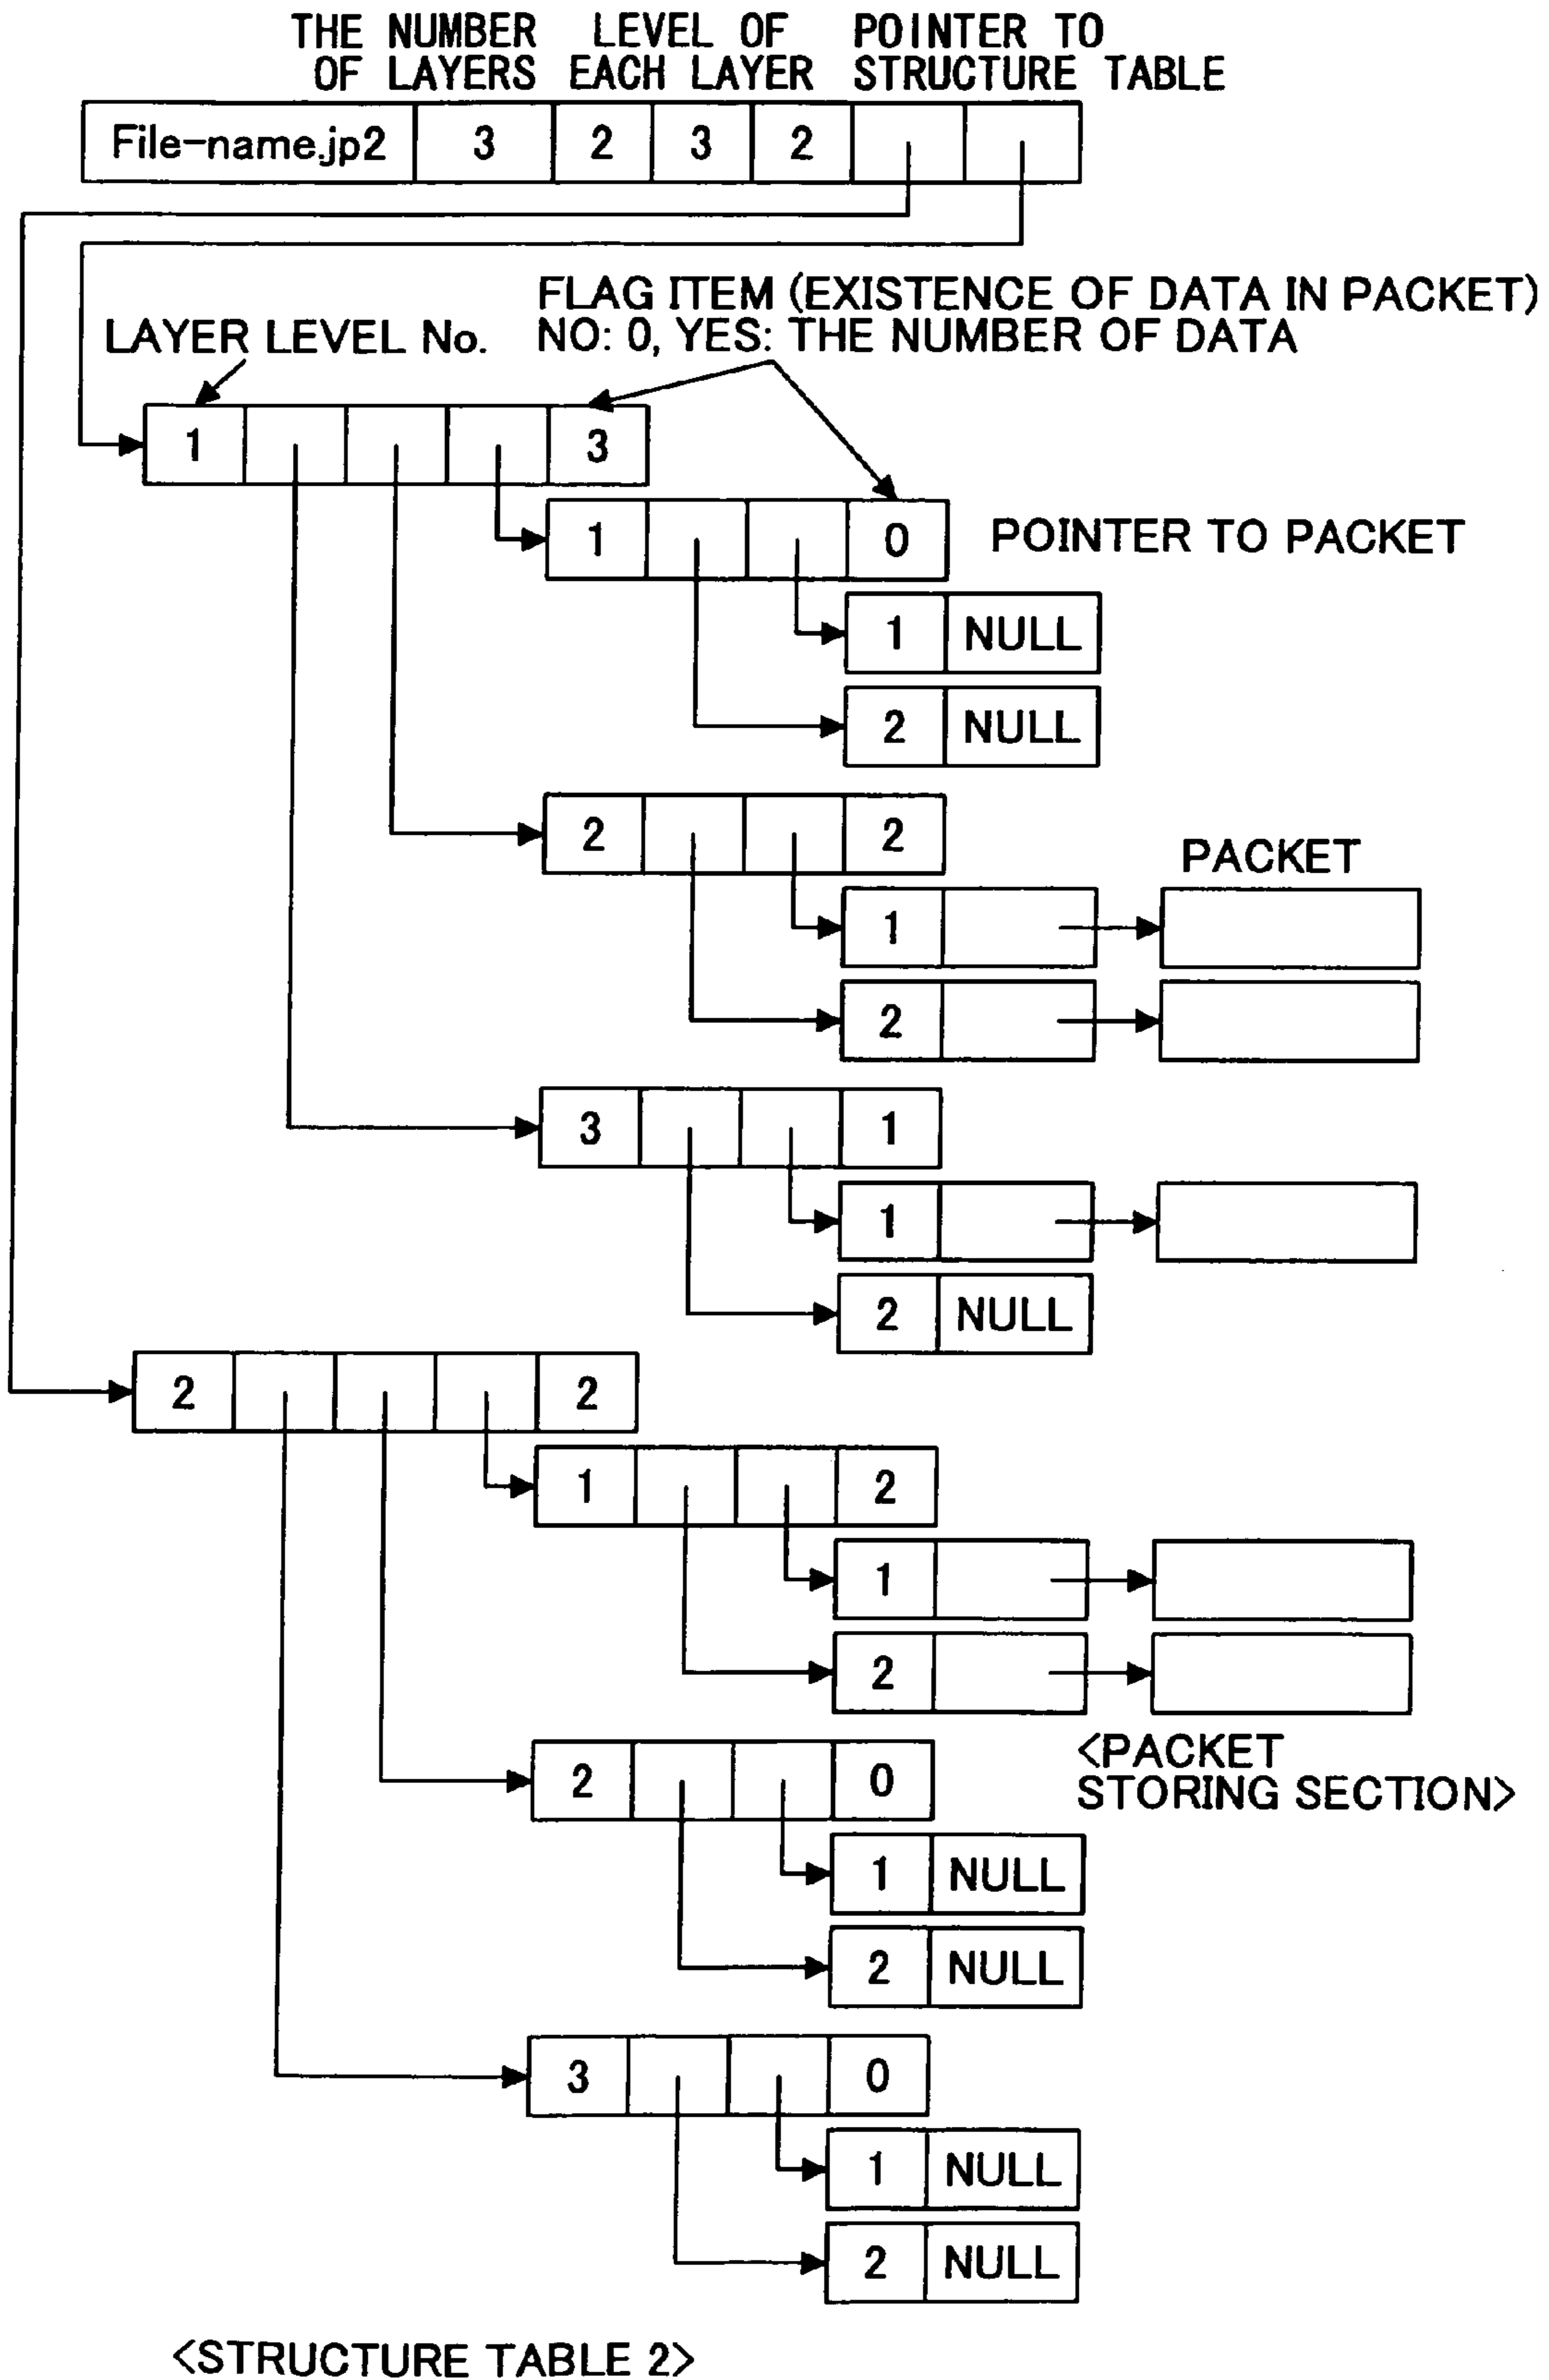 THE NUMBER LEVEL OF POINTER TO
OF LAYERS EACH LAYER STRUCTURE TABLE
File-name.jp2 3 2 3 2
FLAG ITEM (EXISTENCE OF DATA IN PACKET)
LAYER LEVEL No. NO: 0, YES: THE NUMBER OF DATA
1 3
1 0 POINTER TO PACKET
1 NULL
2 NULL
2 2
PACKET
1
2
3 1
1
2 NULL
2 2
1 2
1
2
<PACKET
2 0
STORING SECTION>
1 NULL
2 NULL
3 0
1 NULL
2 NULL
<STRUCTURE TABLE 2>